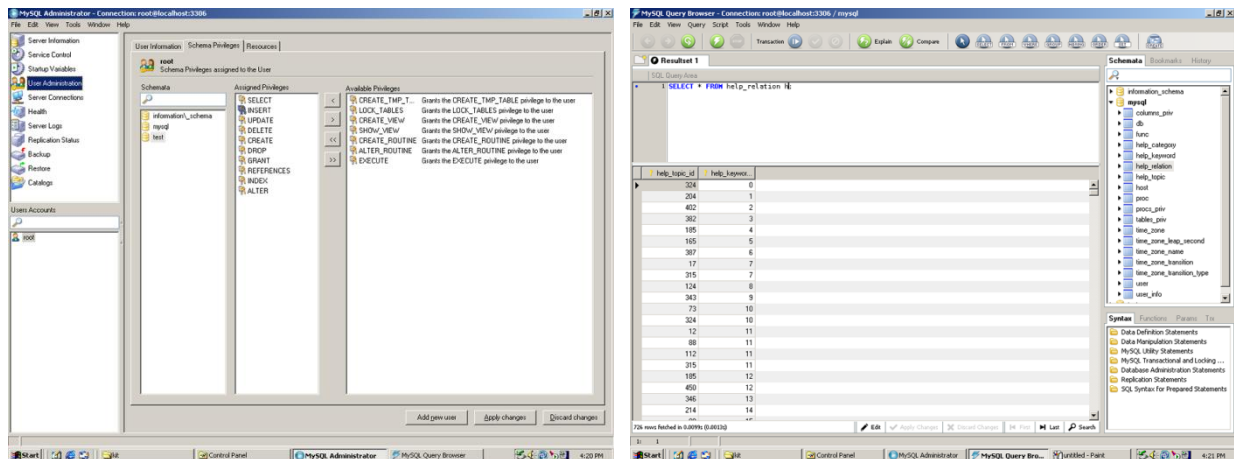 MySQL Administrator - Connection: root@localhost:3306
File Edit View Tools Window Help
Server Information
Service Control
Startup Variables
User Administration
Server Connections
Health
Server Logs
Replication Status
Backup
Restore
Catalogs
Users Accounts
root
User Information Schema Privileges Resources
root
Schema Privileges assigned to the User
Schemata
information\_schema
mysql
test
Assigned Privileges
SELECT
INSERT
UPDATE
DELETE
CREATE
DROP
GRANT
REFERENCES
INDEX
ALTER
<
>
<<
>>
Available Privileges
CREATE_TMP_T... Grants the CREATE_TMP_TABLE privilege to the user
LOCK_TABLES Grants the LOCK_TABLES privilege to the user
CREATE_VIEW Grants the CREATE_VIEW privilege to the user
SHOW_VIEW Grants the SHOW_VIEW privilege to the user
CREATE_ROUTINE Grants the CREATE_ROUTINE privilege to the user
ALTER_ROUTINE Grants the ALTER_ROUTINE privilege to the user
EXECUTE Grants the EXECUTE privilege to the user
Add new user Apply changes Discard changes
Start Control Panel MySQL Administrator MySQL Query Browser 4:20 PM
MySQL Query Browser - Connection: root@localhost:3306 / mysql
File Edit View Query Script Tools Window Help
Transaction Explain Compare
Resultset 1
SQL Query Area
1 SELECT * FROM help_relation h
help_topic_id help_keywor...
324 0
204 1
402 2
382 3
185 4
165 5
387 6
17 7
315 7
124 8
343 9
73 10
324 10
12 11
88 11
112 11
315 11
185 12
450 12
346 13
214 14
726 rows fetched in 0.0099s (0.0013s)
Edit Apply Changes Discard Changes First Last Search
1: 1
Schemata Bookmarks History
information_schema
mysql
columns_priv
db
func
help_category
help_keyword
help_relation
help_topic
host
proc
procs_priv
tables_priv
time_zone
time_zone_leap_second
time_zone_name
time_zone_transition
time_zone_transition_type
user
user_info
Syntax Functions Params Trx
Data Definition Statements
Data Manipulation Statements
MySQL Utility Statements
MySQL Transactional and Locking ...
Database Administration Statements
Replication Statements
SQL Syntax for Prepared Statements
Start Control Panel MySQL Administrator MySQL Query Bro... untitled - Paint 4:21 PM